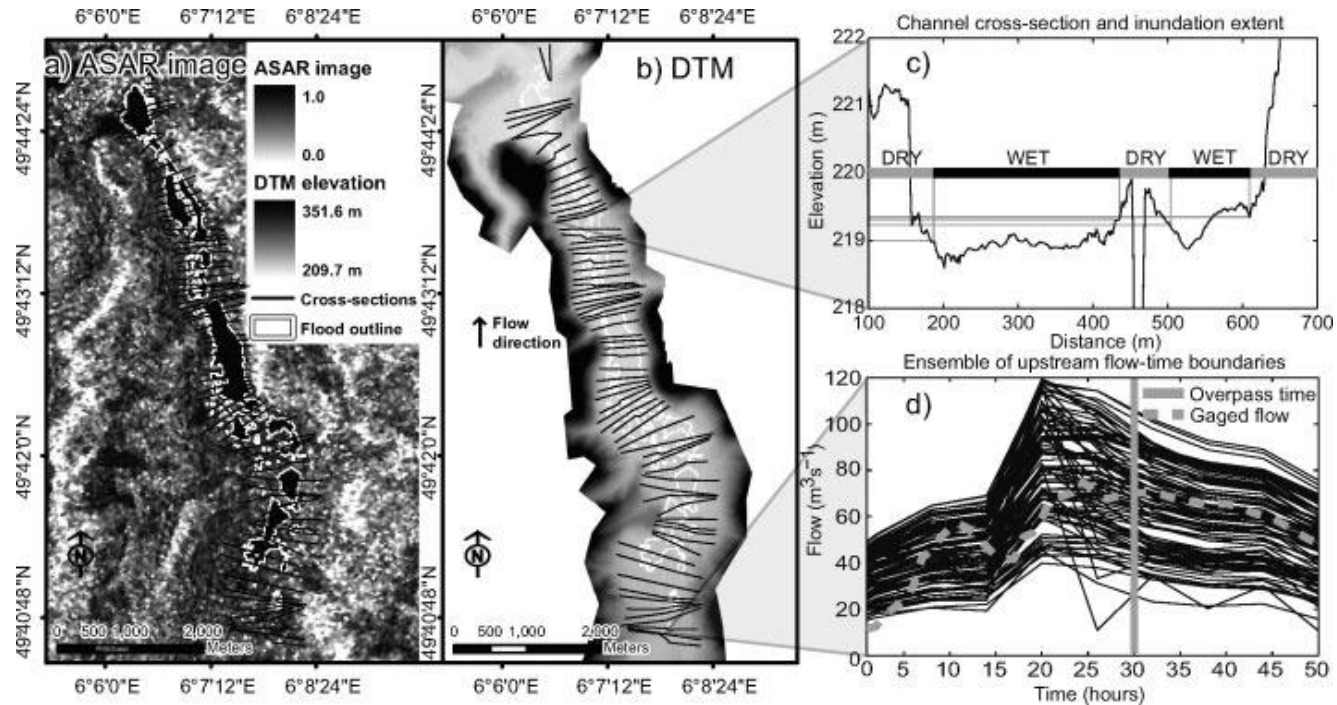 6°6'0"E 6°7'12"E 6°8'24"E
6°6'0"E 6°7'12"E 6°8'24"E
a) ASAR image
ASAR image
1.0
0.0
DTM elevation
351.6 m
209.7 m
Cross-sections
Flood outline
49°44'24"N
49°43'12"N
49°42'0"N
49°40'48"N
N
0 500 1,000 2,000
Meters
6°6'0"E 6°7'12"E 6°8'24"E
b) DTM
Flow
direction
49°44'24"N
49°43'12"N
49°42'0"N
49°40'48"N
N
0 500 1,000 2,000
Meters
6°6'0"E 6°7'12"E 6°8'24"E
Channel cross-section and inundation extent
c)
Elevation (m)
222
221
220
219
218
DRY WET DRY WET DRY
100 200 300 400 500 600 700
Distance (m)
Ensemble of upstream flow-time boundaries
d)
Overpass time
Gaged flow
Flow (m³s⁻¹)
120
100
80
60
40
20
0
0 5 10 15 20 25 30 35 40 45 50
Time (hours)